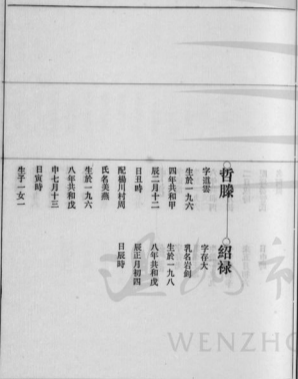 哲滕
字道雲
生於一九六
四年共和甲
辰二月十二
日丑時
配楊川村周
氏名美燕
生於一九六
八年共和戊
申七月十三
日寅時
生子一女一
紹禄
字存大
乳名岩鈎
生於一九八
八年共和戊
辰正月初四
日辰時
WENZHO